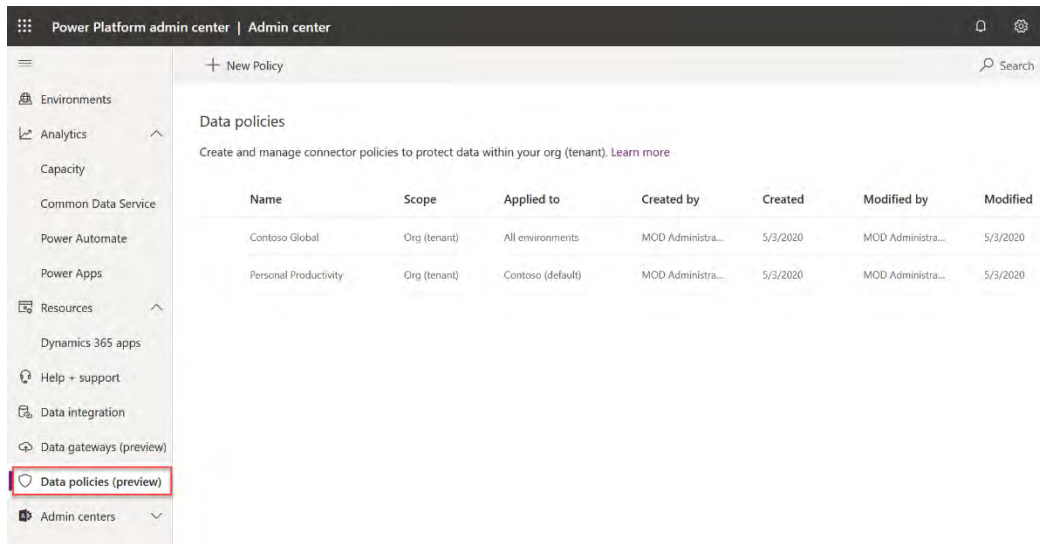 Power Platform admin center | Admin center
+ New Policy
Search
Environments
Analytics
Capacity
Common Data Service
Power Automate
Power Apps
Resources
Dynamics 365 apps
Help + support
Data integration
Data gateways (preview)
Data policies (preview)
Admin centers
Data policies
Create and manage connector policies to protect data within your org (tenant). Learn more
Name Scope Applied to Created by Created Modified by Modified
Contoso Global Org (tenant) All environments MOD Administra... 5/3/2020 MOD Administra... 5/3/2020
Personal Productivity Org (tenant) Contoso (default) MOD Administra... 5/3/2020 MOD Administra... 5/3/2020